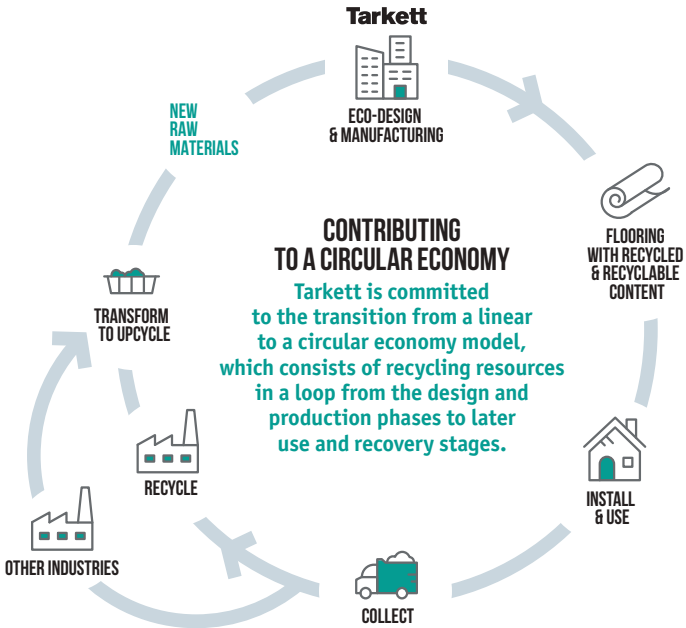 Tarkett
ECO-DESIGN
& MANUFACTURING
NEW
RAW
MATERIALS
FLOORING
WITH RECYCLED
& RECYCLABLE
CONTENT
CONTRIBUTING
TO A CIRCULAR ECONOMY
Tarkett is committed
to the transition from a linear
to a circular economy model,
which consists of recycling resources
in a loop from the design and
production phases to later
use and recovery stages.
TRANSFORM
TO UPCYCLE
RECYCLE
INSTALL
& USE
OTHER INDUSTRIES
COLLECT